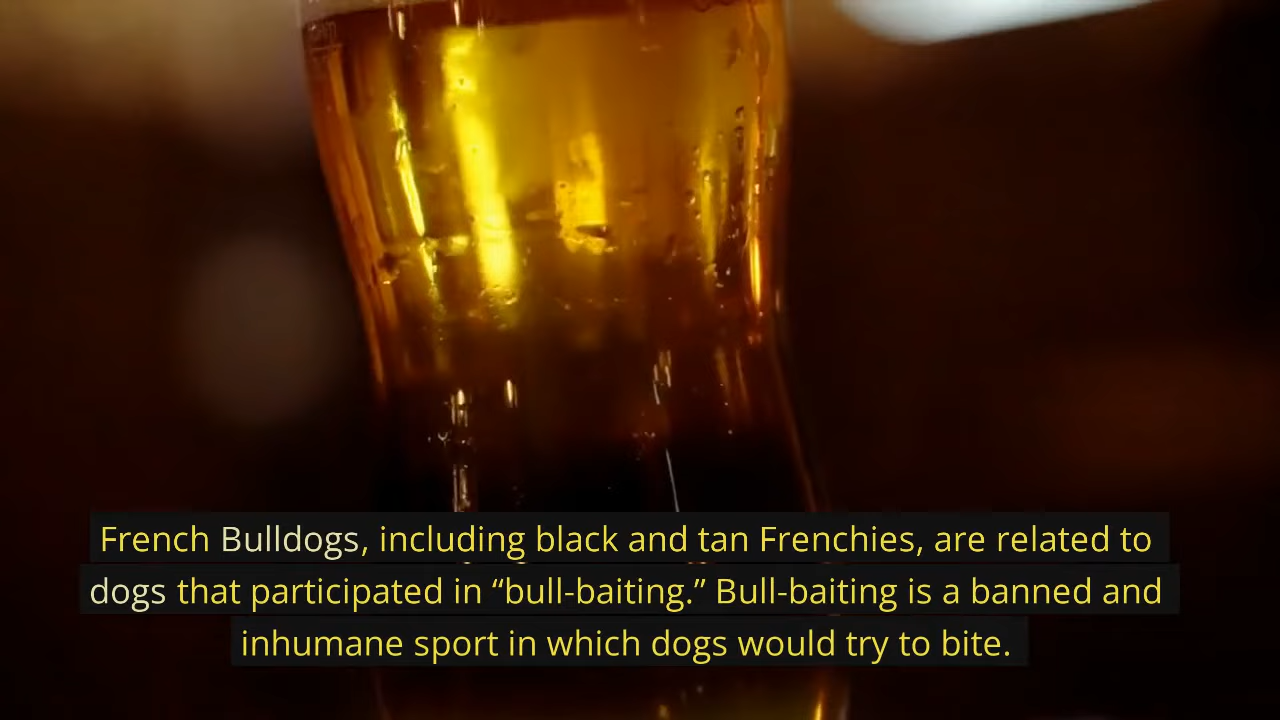 French Bulldogs, including black and tan Frenchies, are related to
dogs that participated in “bull-baiting.” Bull-baiting is a banned and
inhumane sport in which dogs would try to bite.